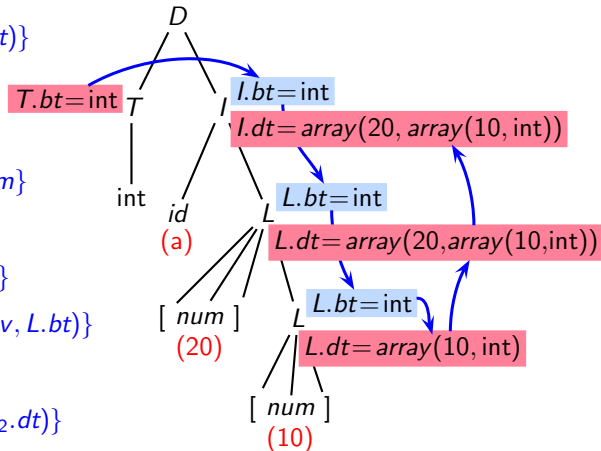 D
t)}
T.bt=int T I I.bt=int
I.dt=array(20, array(10, int))
m}
int id L L.bt=int
(a) L.dt=array(20,array(10,int))
}
[ num ] L L.bt=int
v, L.bt)}
(20) L.dt=array(10, int)
[ num ]
₂.dt)}
(10)